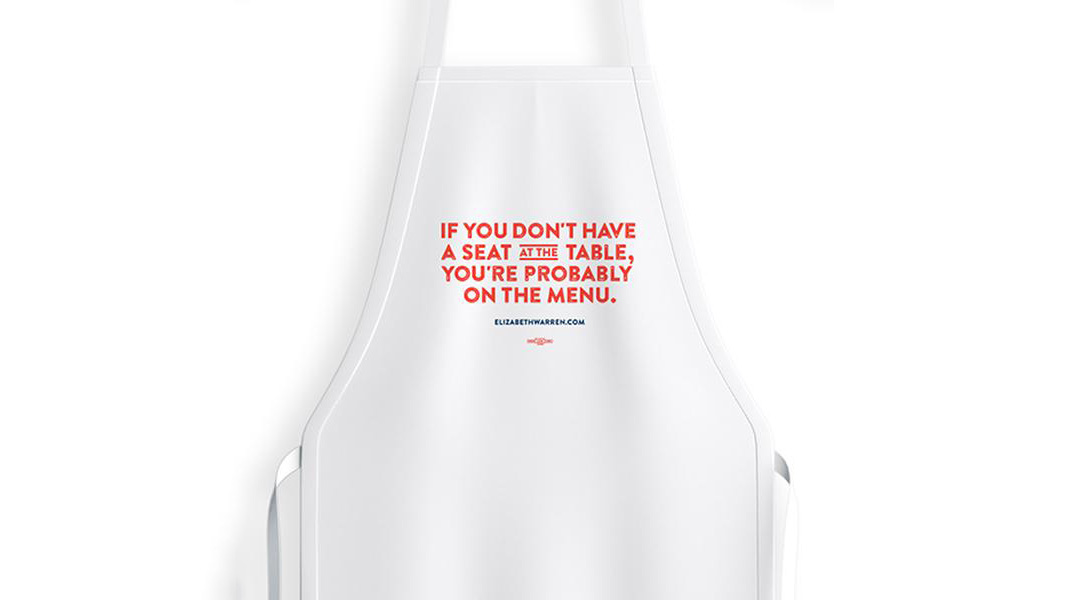 IF YOU DON'T HAVE
A SEAT AT THE TABLE,
YOU'RE PROBABLY
ON THE MENU.
ELIZABETHWARREN.COM